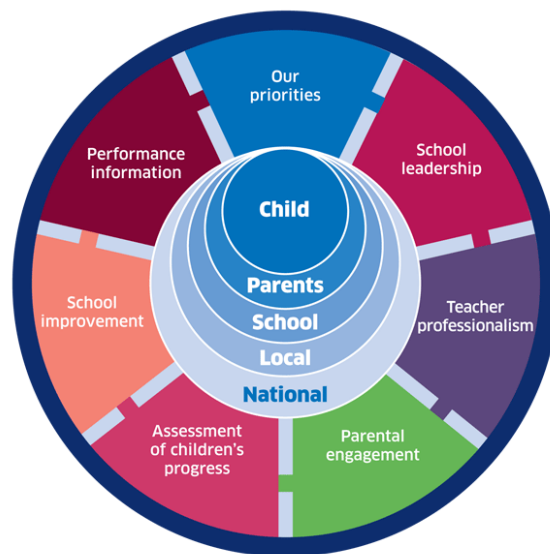 Our
priorities
School
leadership
Teacher
professionalism
Parental
engagement
Assessment
of children's
progress
School
improvement
Performance
information
Child
Parents
School
Local
National